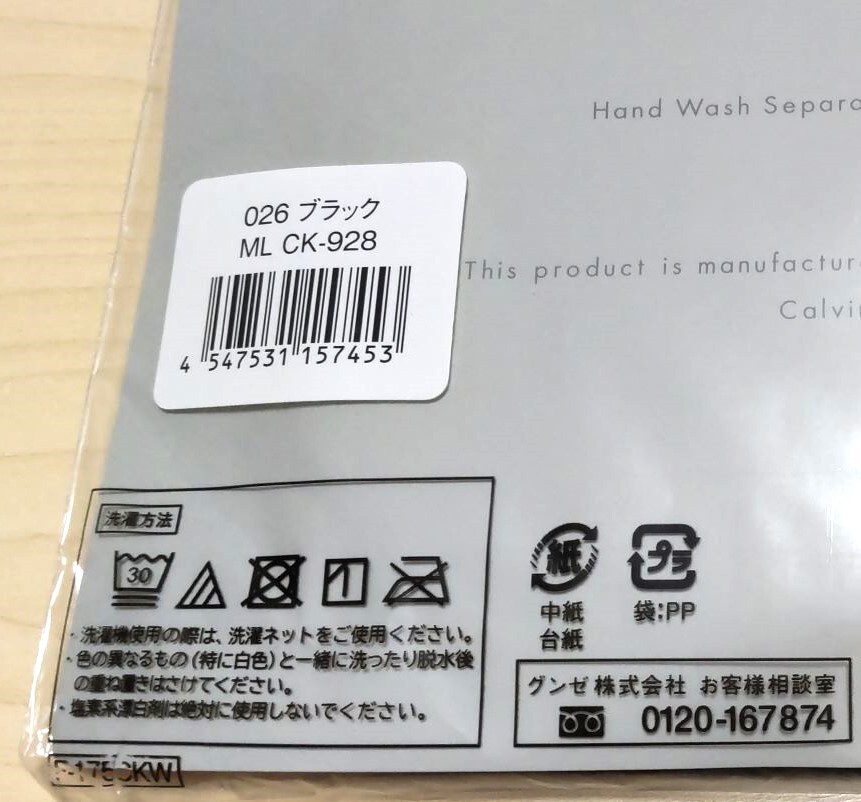 Hand Wash Separa
026 ブラック
ML CK-928
4 547531 157453
This product is manufactur
Calvi
洗濯方法
30
・洗濯機使用の際は、洗濯ネットをご使用ください。
・色の異なるもの(特に白色)と一緒に洗ったり脱水後
の重ね置きはさけてください。
・塩素系漂白剤は絶対に使用しないでください。
紙
中紙
台紙
プラ
袋:PP
グンゼ株式会社 お客様相談室
0120-167874